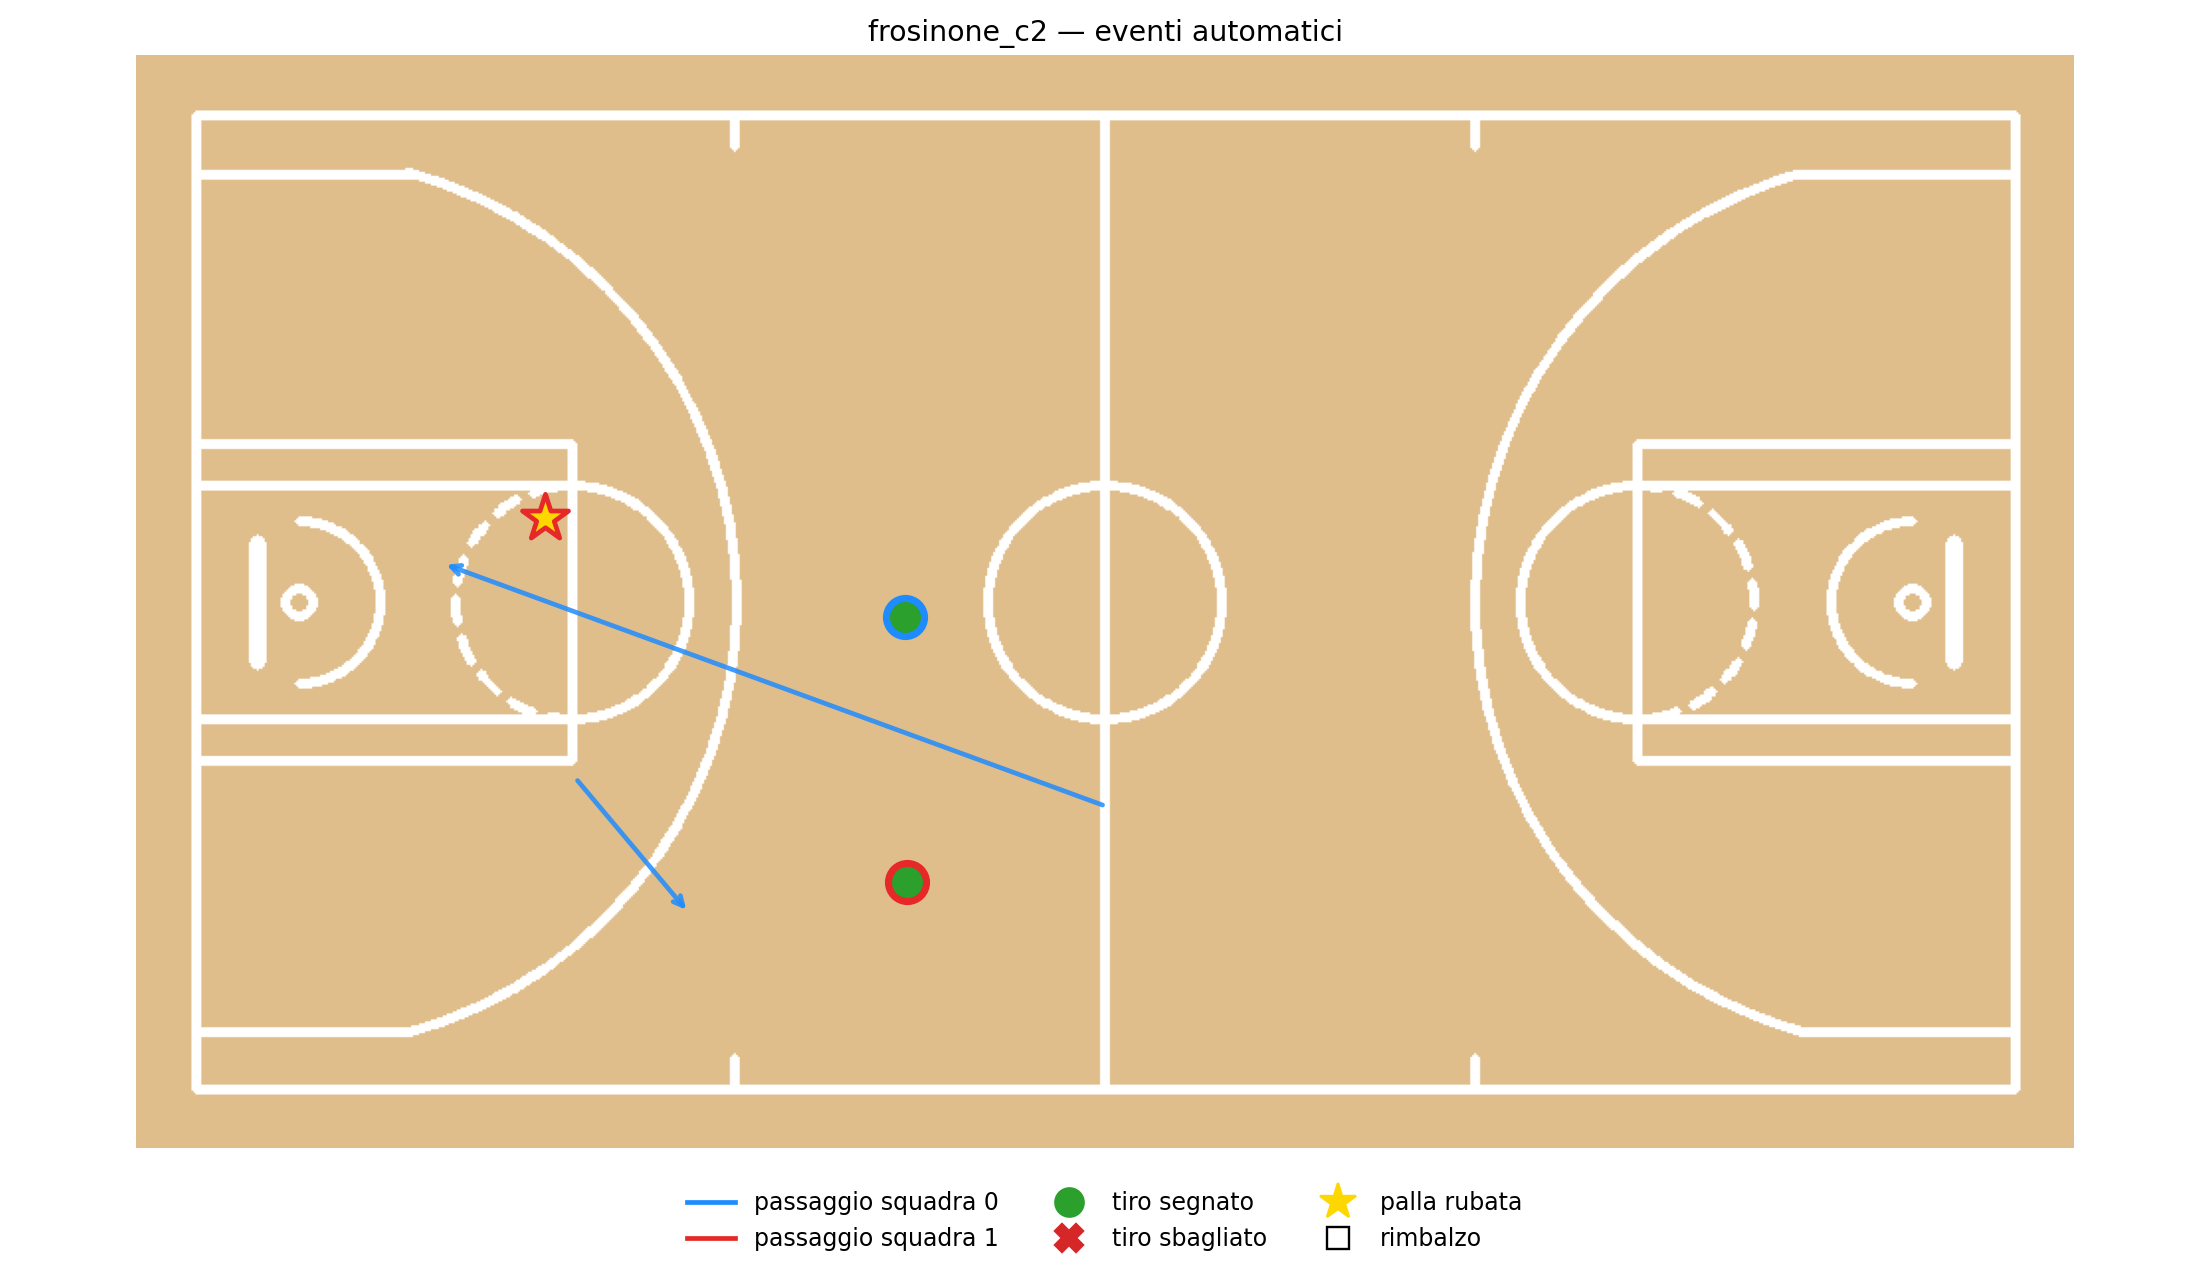 frosinone_c2 — eventi automatici
passaggio squadra 0
passaggio squadra 1
tiro segnato
tiro sbagliato
palla rubata
rimbalzo